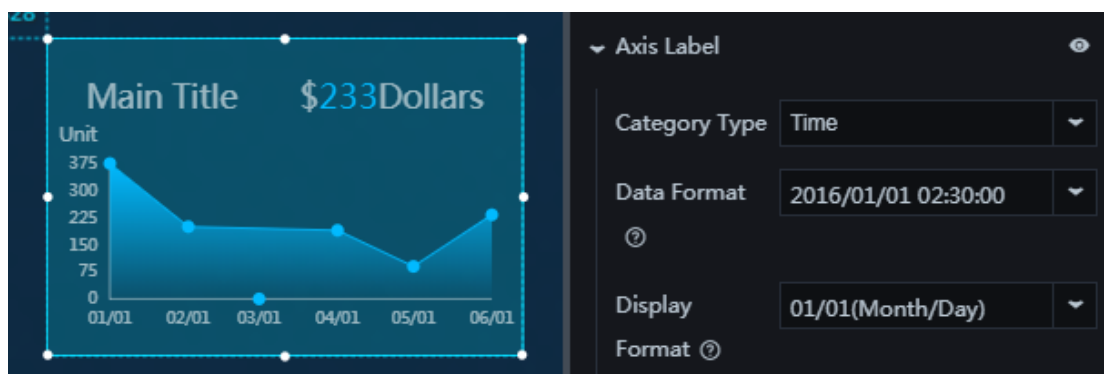 28
Main Title $233Dollars
Unit
375
300
225
150
75
0
01/01 02/01 03/01 04/01 05/01 06/01
Axis Label
Category Type Time
Data Format 2016/01/01 02:30:00
Display 01/01(Month/Day)
Format